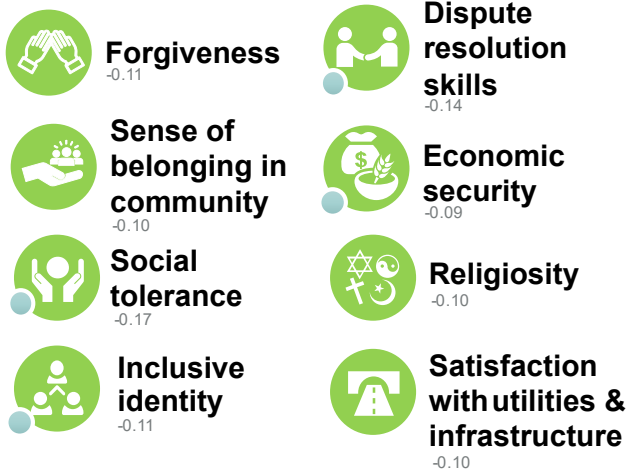 Forgiveness
-0.11
Sense of
belonging in
community
-0.10
Social
tolerance
-0.17
Inclusive
identity
-0.11
Dispute
resolution
skills
-0.14
$
Economic
security
-0.09
Religiosity
-0.10
Satisfaction
with utilities &
infrastructure
-0.10